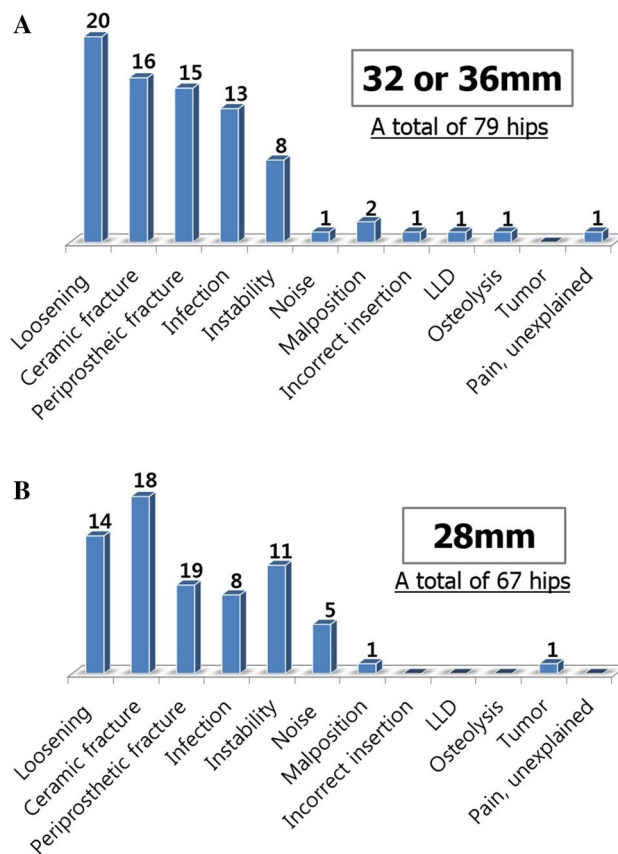 A
32 or 36mm
A total of 79 hips
20
16
15
13
8
1
2
1
1
1
1
Loosening
Ceramic fracture
Periprostheic fracture
Infection
Instability
Noise
Malposition
Incorrect insertion
LLD
Osteolysis
Tumor
Pain, unexplained
B
28mm
A total of 67 hips
14
18
19
8
11
5
1
1
Loosening
Ceramic fracture
Periprosthetic fracture
Infection
Instability
Noise
Malposition
Incorrect insertion
LLD
Osteolysis
Tumor
Pain, unexplained